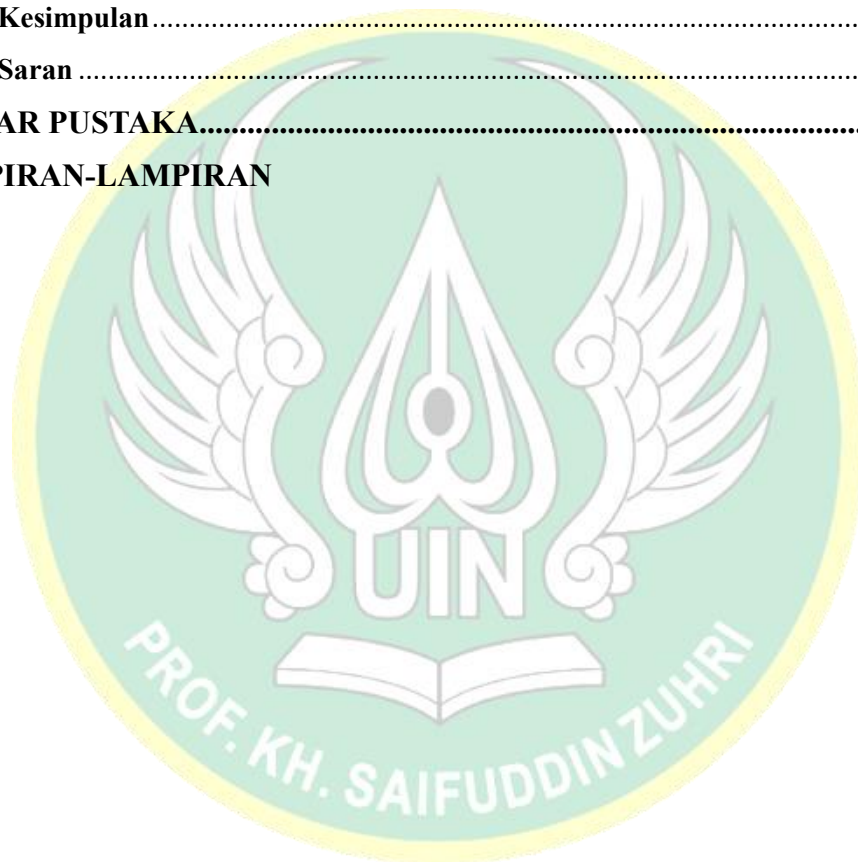 Kesimpulan........................................................................................................
Saran ..................................................................................................................
AR PUSTAKA...................................................................................
PIRAN-LAMPIRAN
UIN
PROF. KH. SAIFUDDIN ZUHRI